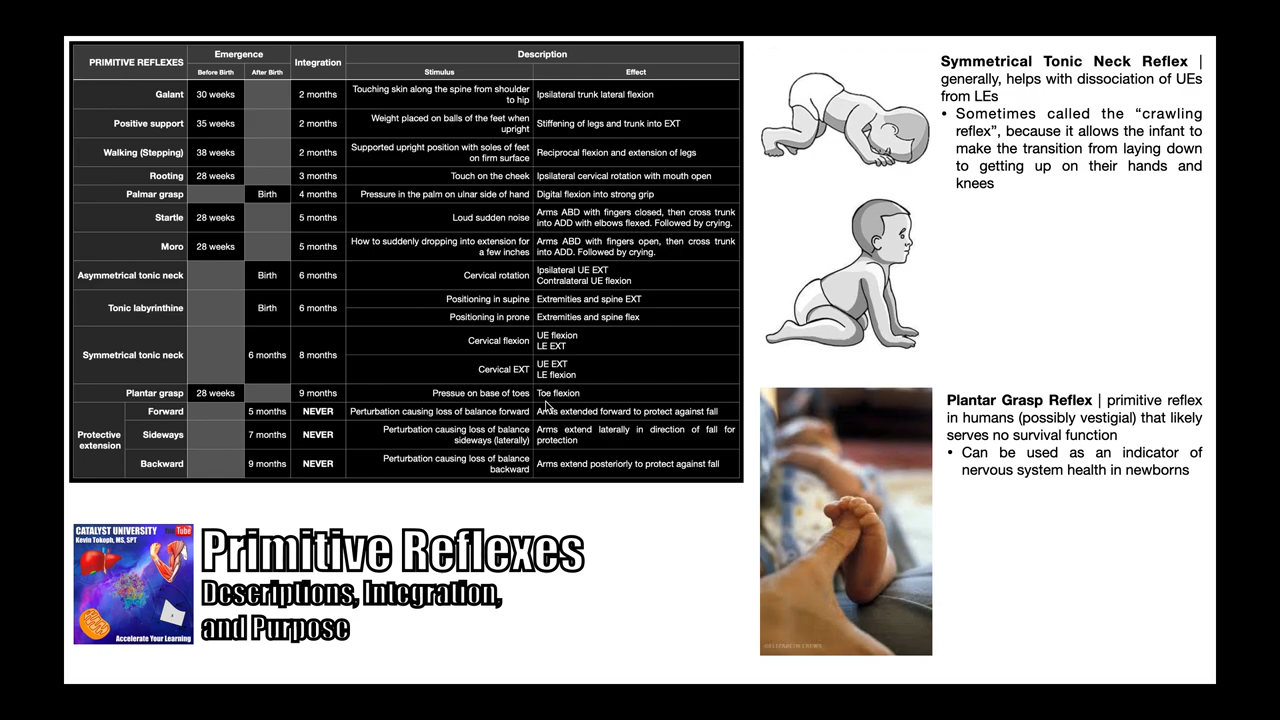 PRIMITIVE REFLEXES
Emergence
Integration
Description
Before Birth
After Birth
Stimulus
Effect
Galant
30 weeks
2 months
Touching skin along the spine from shoulder
to hip
Ipsilateral trunk lateral flexion
Positive support
35 weeks
2 months
Weight placed on balls of the feet when
upright
Stiffening of legs and trunk into EXT
Walking (Stepping)
38 weeks
2 months
Supported upright position with soles of feet
on firm surface
Reciprocal flexion and extension of legs
Rooting
28 weeks
3 months
Touch on the cheek
Ipsilateral cervical rotation with mouth open
Palmar grasp
Birth
4 months
Pressure in the palm on ulnar side of hand
Digital flexion into strong grip
Startle
28 weeks
5 months
Loud sudden noise
Arms ABD with fingers closed, then cross trunk
into ADD with elbows flexed. Followed by crying.
Moro
28 weeks
5 months
How to suddenly dropping into extension for
a few inches
Arms ABD with fingers open, then cross trunk
into ADD. Followed by crying.
Asymmetrical tonic neck
Birth
6 months
Cervical rotation
Ipsilateral UE EXT
Contralateral UE flexion
Tonic labyrinthine
Birth
6 months
Positioning in supine
Extremities and spine EXT
Positioning in prone
Extremities and spine flex
Symmetrical tonic neck
6 months
8 months
Cervical flexion
UE flexion
LE EXT
Cervical EXT
UE EXT
LE flexion
Plantar grasp
28 weeks
9 months
Pressue on base of toes
Toe flexion
Protective
extension
Forward
5 months
NEVER
Perturbation causing loss of balance forward
Arms extended forward to protect against fall
Sideways
7 months
NEVER
Perturbation causing loss of balance
sideways (laterally)
Arms extend laterally in direction of fall for
protection
Backward
9 months
NEVER
Perturbation causing loss of balance
backward
Arms extend posteriorly to protect against fall
CATALYST UNIVERSITY
YouTube
Kevin Tokoph, MS, SPT
Accelerate Your Learning
Primitive Reflexes
Descriptions, Integration,
and Purpose
Symmetrical Tonic Neck Reflex |
generally, helps with dissociation of UEs
from LEs
• Sometimes called the “crawling
reflex”, because it allows the infant to
make the transition from laying down
to getting up on their hands and
knees
Plantar Grasp Reflex | primitive reflex
in humans (possibly vestigial) that likely
serves no survival function
• Can be used as an indicator of
nervous system health in newborns